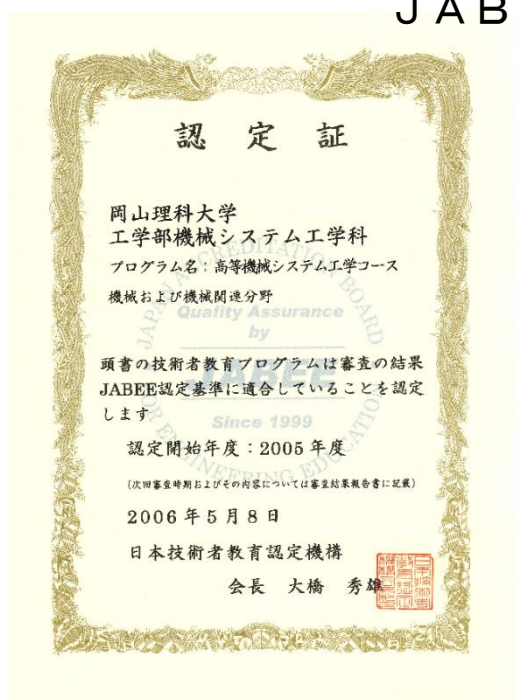 JAB
認定証
岡山理科大学
工学部機械システム工学科
プログラム名：高等機械システム工学コース
機械および機械関連分野
JAPAN ACCREDITATION BOARD
FOR ENGINEERING EDUCATION
Quality Assurance
by
JABEE
Since 1999
頭書の技術者教育プログラムは審査の結果
JABEE認定基準に適合していることを認定
します
認定開始年度：2005年度
(次回審査時期およびその内容については審査結果報告書に記載)
2006年5月8日
日本技術者教育認定機構
会長 大橋 秀雄